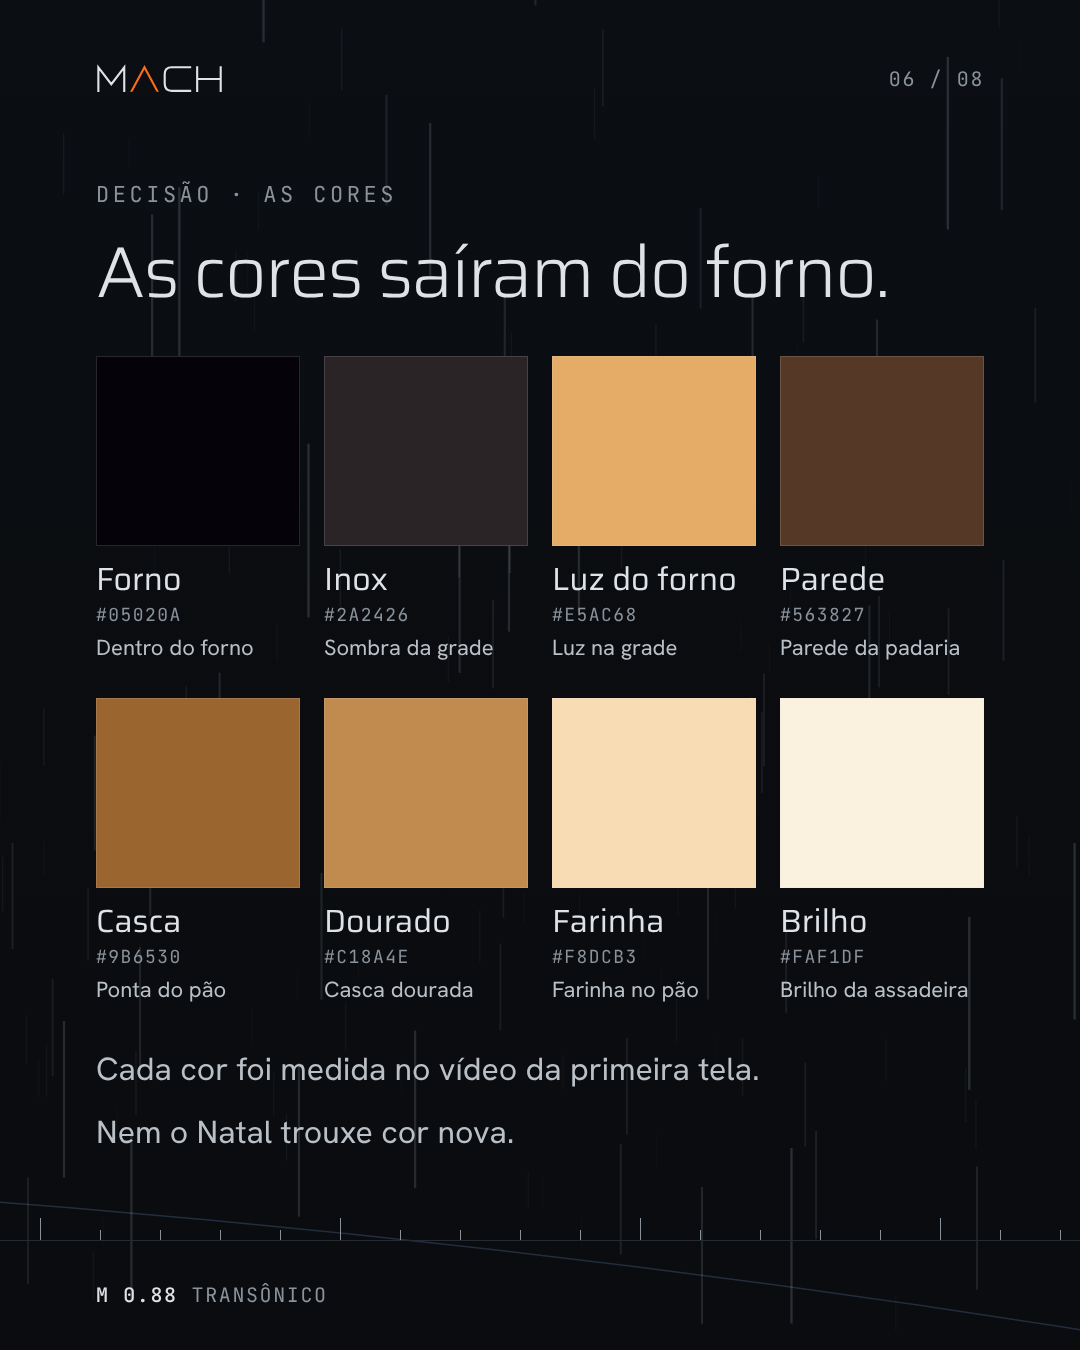 MACH
06 / 08
DECISÃO · AS CORES
As cores saíram do forno.
Forno
#05020A
Dentro do forno
Inox
#2A2426
Sombra da grade
Luz do forno
#E5AC68
Luz na grade
Parede
#563827
Parede da padaria
Casca
#9B6530
Ponta do pão
Dourado
#C18A4E
Casca dourada
Farinha
#F8DCB3
Farinha no pão
Brilho
#FAF1DF
Brilho da assadeira
Cada cor foi medida no vídeo da primeira tela.
Nem o Natal trouxe cor nova.
M 0.88 TRANSÔNICO